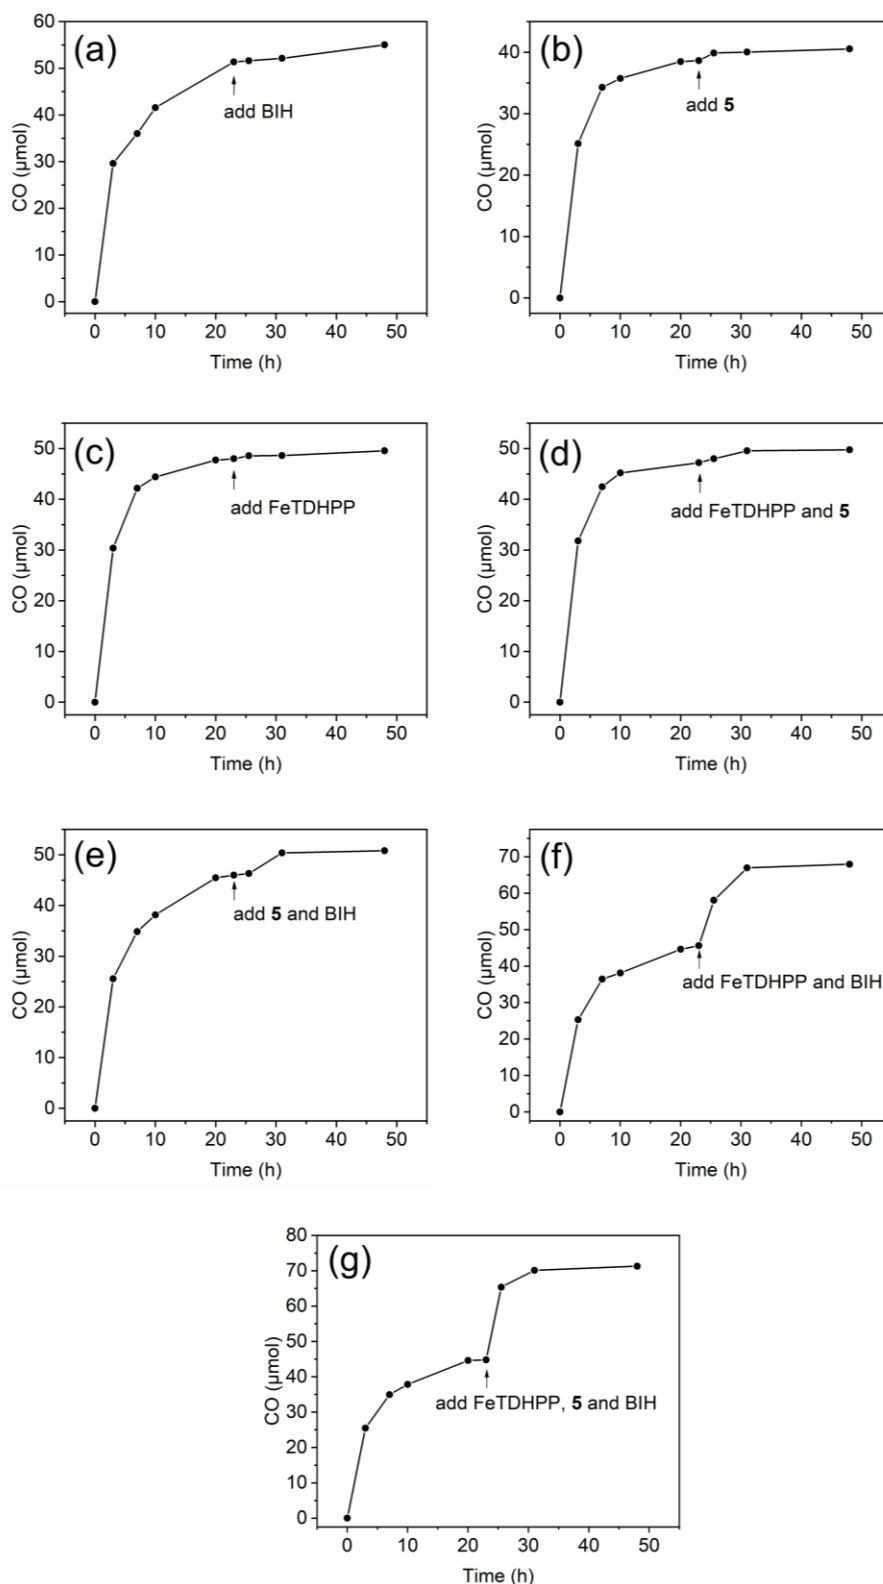 (a)
60
50
40
30
20
10
0
CO (µmol)
add BIH
0 10 20 30 40 50
Time (h)
(b)
40
30
20
10
0
CO (µmol)
add 5
0 10 20 30 40 50
Time (h)
(c)
50
40
30
20
10
0
CO (µmol)
add FeTDHPP
0 10 20 30 40 50
Time (h)
(d)
50
40
30
20
10
0
CO (µmol)
add FeTDHPP and 5
0 10 20 30 40 50
Time (h)
(e)
50
40
30
20
10
0
CO (µmol)
add 5 and BIH
0 10 20 30 40 50
Time (h)
(f)
70
60
50
40
30
20
10
0
CO (µmol)
add FeTDHPP and BIH
0 10 20 30 40 50
Time (h)
(g)
80
70
60
50
40
30
20
10
0
CO (µmol)
add FeTDHPP, 5 and BIH
0 10 20 30 40 50
Time (h)